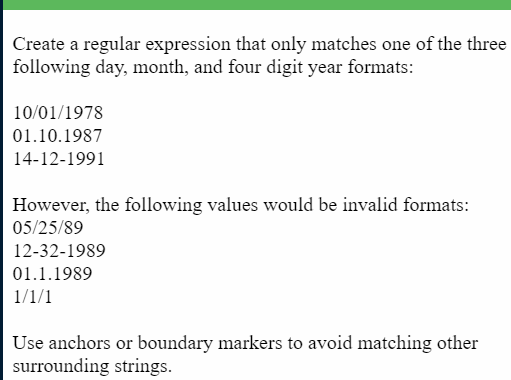 Create a regular expression that only matches one of the three
following day, month, and four digit year formats:
10/01/1978
01.10.1987
14-12-1991
However, the following values would be invalid formats:
05/25/89
12-32-1989
01.1.1989
1/1/1
Use anchors or boundary markers to avoid matching other
surrounding strings.